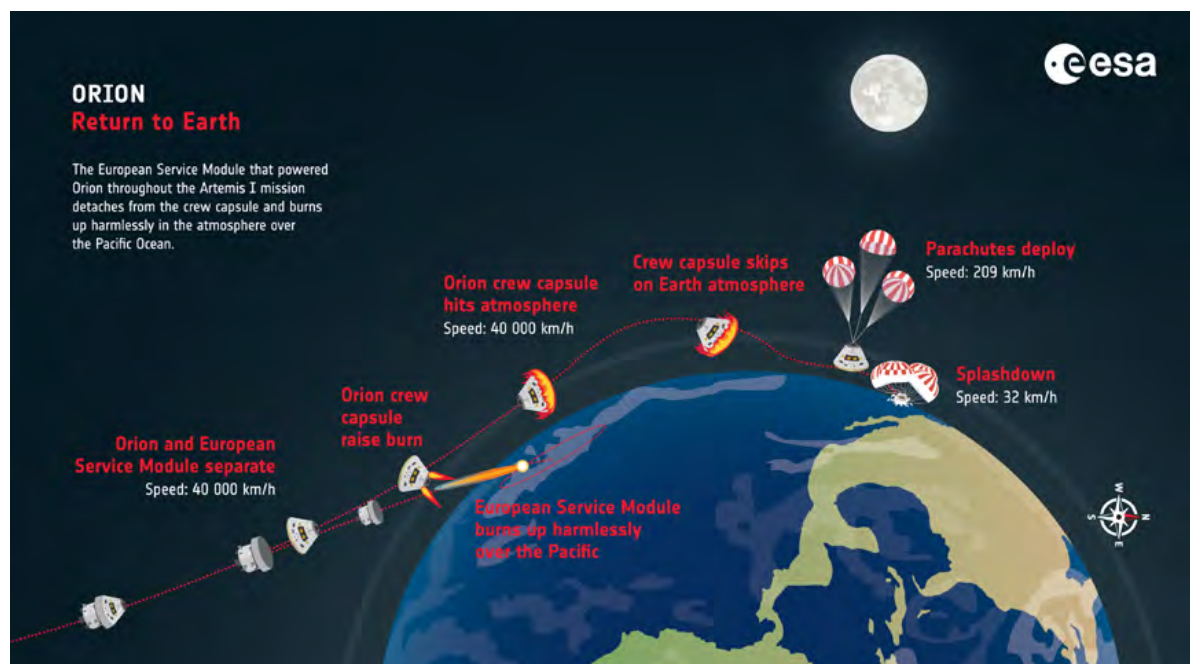 ORION
Return to Earth
The European Service Module that powered
Orion throughout the Artemis I mission
detaches from the crew capsule and burns
up harmlessly in the atmosphere over
the Pacific Ocean.
esa
Orion and European
Service Module separate
Speed: 40 000 km/h
Orion crew
capsule
raise burn
European Service Module
burns up harmlessly
over the Pacific
Orion crew capsule
hits atmosphere
Speed: 40 000 km/h
Crew capsule skips
on Earth atmosphere
Parachutes deploy
Speed: 209 km/h
Splashdown
Speed: 32 km/h
W
S
N
E